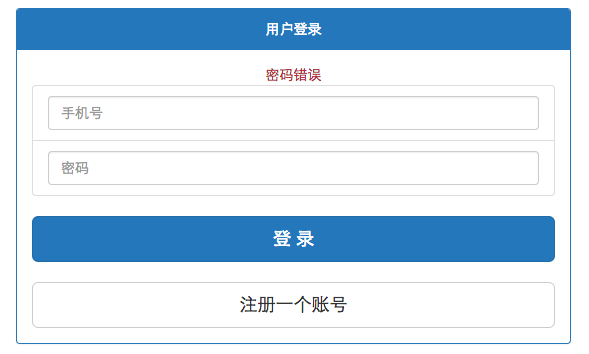 用户登录
密码错误
手机号
密码
登 录
注册一个账号